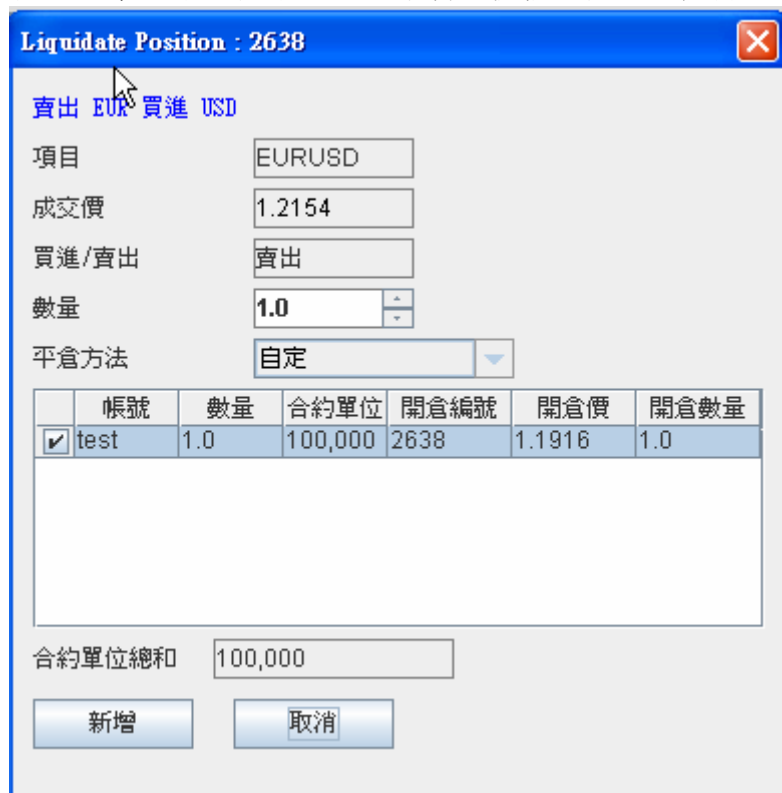 Liquidate Position : 2638
賣出 EUR 買進 USD
項目 EURUSD
成交價 1.2154
買進/賣出 賣出
數量 1.0
平倉方法 自定
帳號 數量 合約單位 開倉編號 開倉價 開倉數量
test 1.0 100,000 2638 1.1916 1.0
合約單位總和 100,000
新增 取消